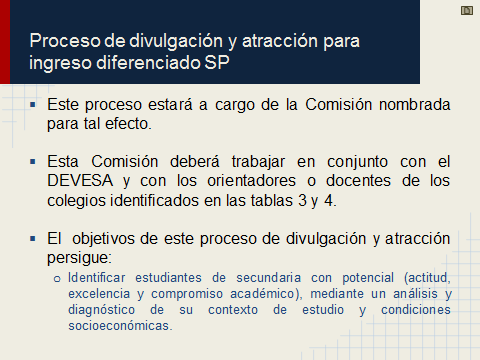 Proceso de divulgación y atracción para
ingreso diferenciado SP
Este proceso estará a cargo de la Comisión nombrada
para tal efecto.
Esta Comisión deberá trabajar en conjunto con el
DEVESA y con los orientadores o docentes de los
colegios identificados en las tablas 3 y 4.
El objetivos de este proceso de divulgación y atracción
persigue:
Identificar estudiantes de secundaria con potencial (actitud,
excelencia y compromiso académico), mediante un análisis y
diagnóstico de su contexto de estudio y condiciones
socioeconómicas.